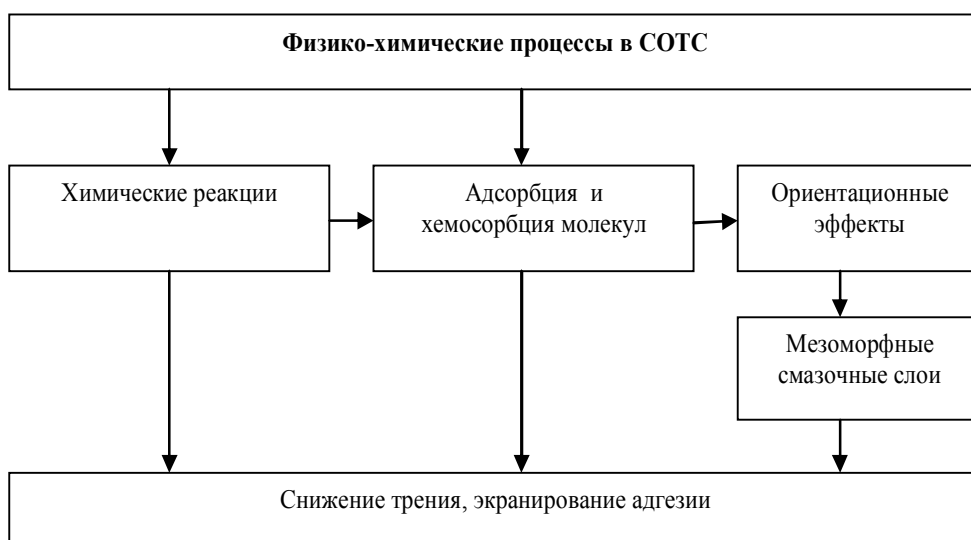 Физико-химические процессы в СОТС
Химические реакции
Адсорбция и
хемосорбция молекул
Ориентационные
эффекты
Мезоморфные
смазочные слои
Снижение трения, экранирование адгезии